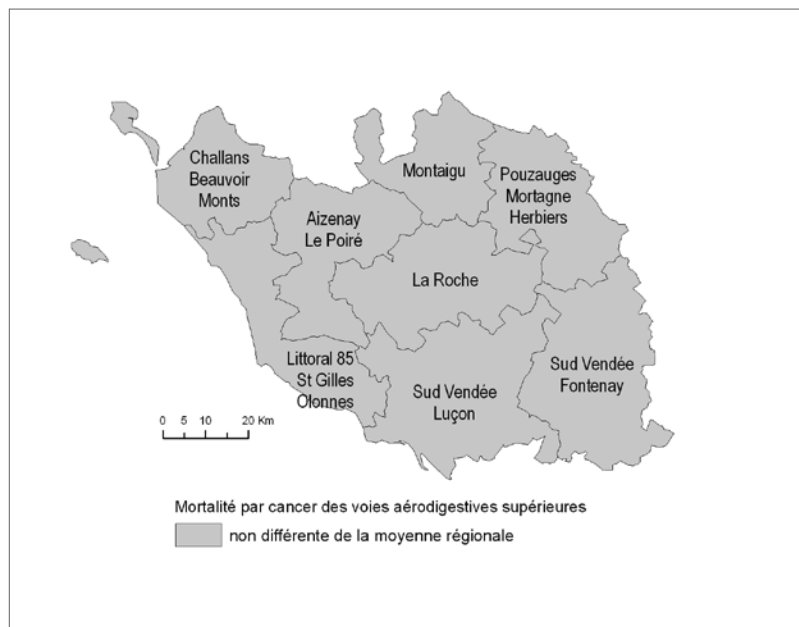 Challans
Beauvoir
Monts
Montaigu
Pouzauges
Mortagne
Herbiers
Aizenay
Le Poiré
La Roche
Littoral 85
St Gilles
Olonnes
Sud Vendée
Luçon
Sud Vendée
Fontenay
0 5 10 20 Km
Mortalité par cancer des voies aérodigestives supérieures
non différente de la moyenne régionale